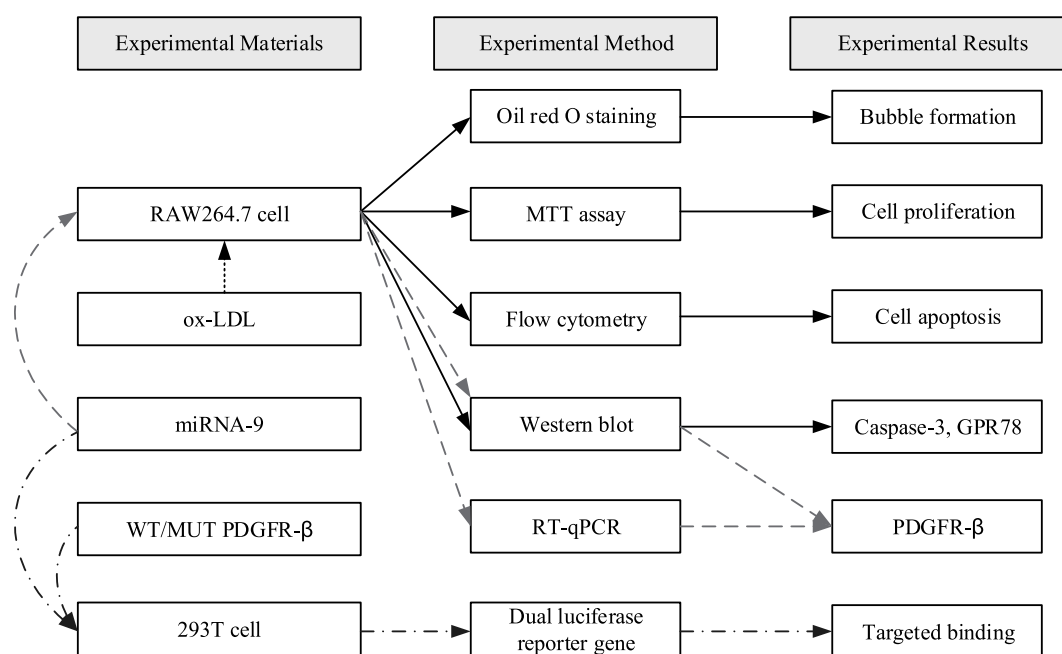 Experimental Materials
Experimental Method
Experimental Results
Oil red O staining
Bubble formation
RAW264.7 cell
MTT assay
Cell proliferation
ox-LDL
Flow cytometry
Cell apoptosis
miRNA-9
Western blot
Caspase-3, GPR78
WT/MUT PDGFR-β
RT-qPCR
PDGFR-β
293T cell
Dual luciferase
reporter gene
Targeted binding